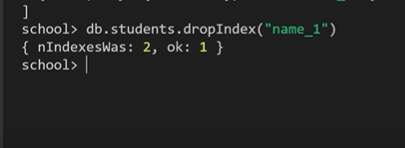 ]
school> db.students.dropIndex("name_1")
{ nIndexesWas: 2, ok: 1 }
school>